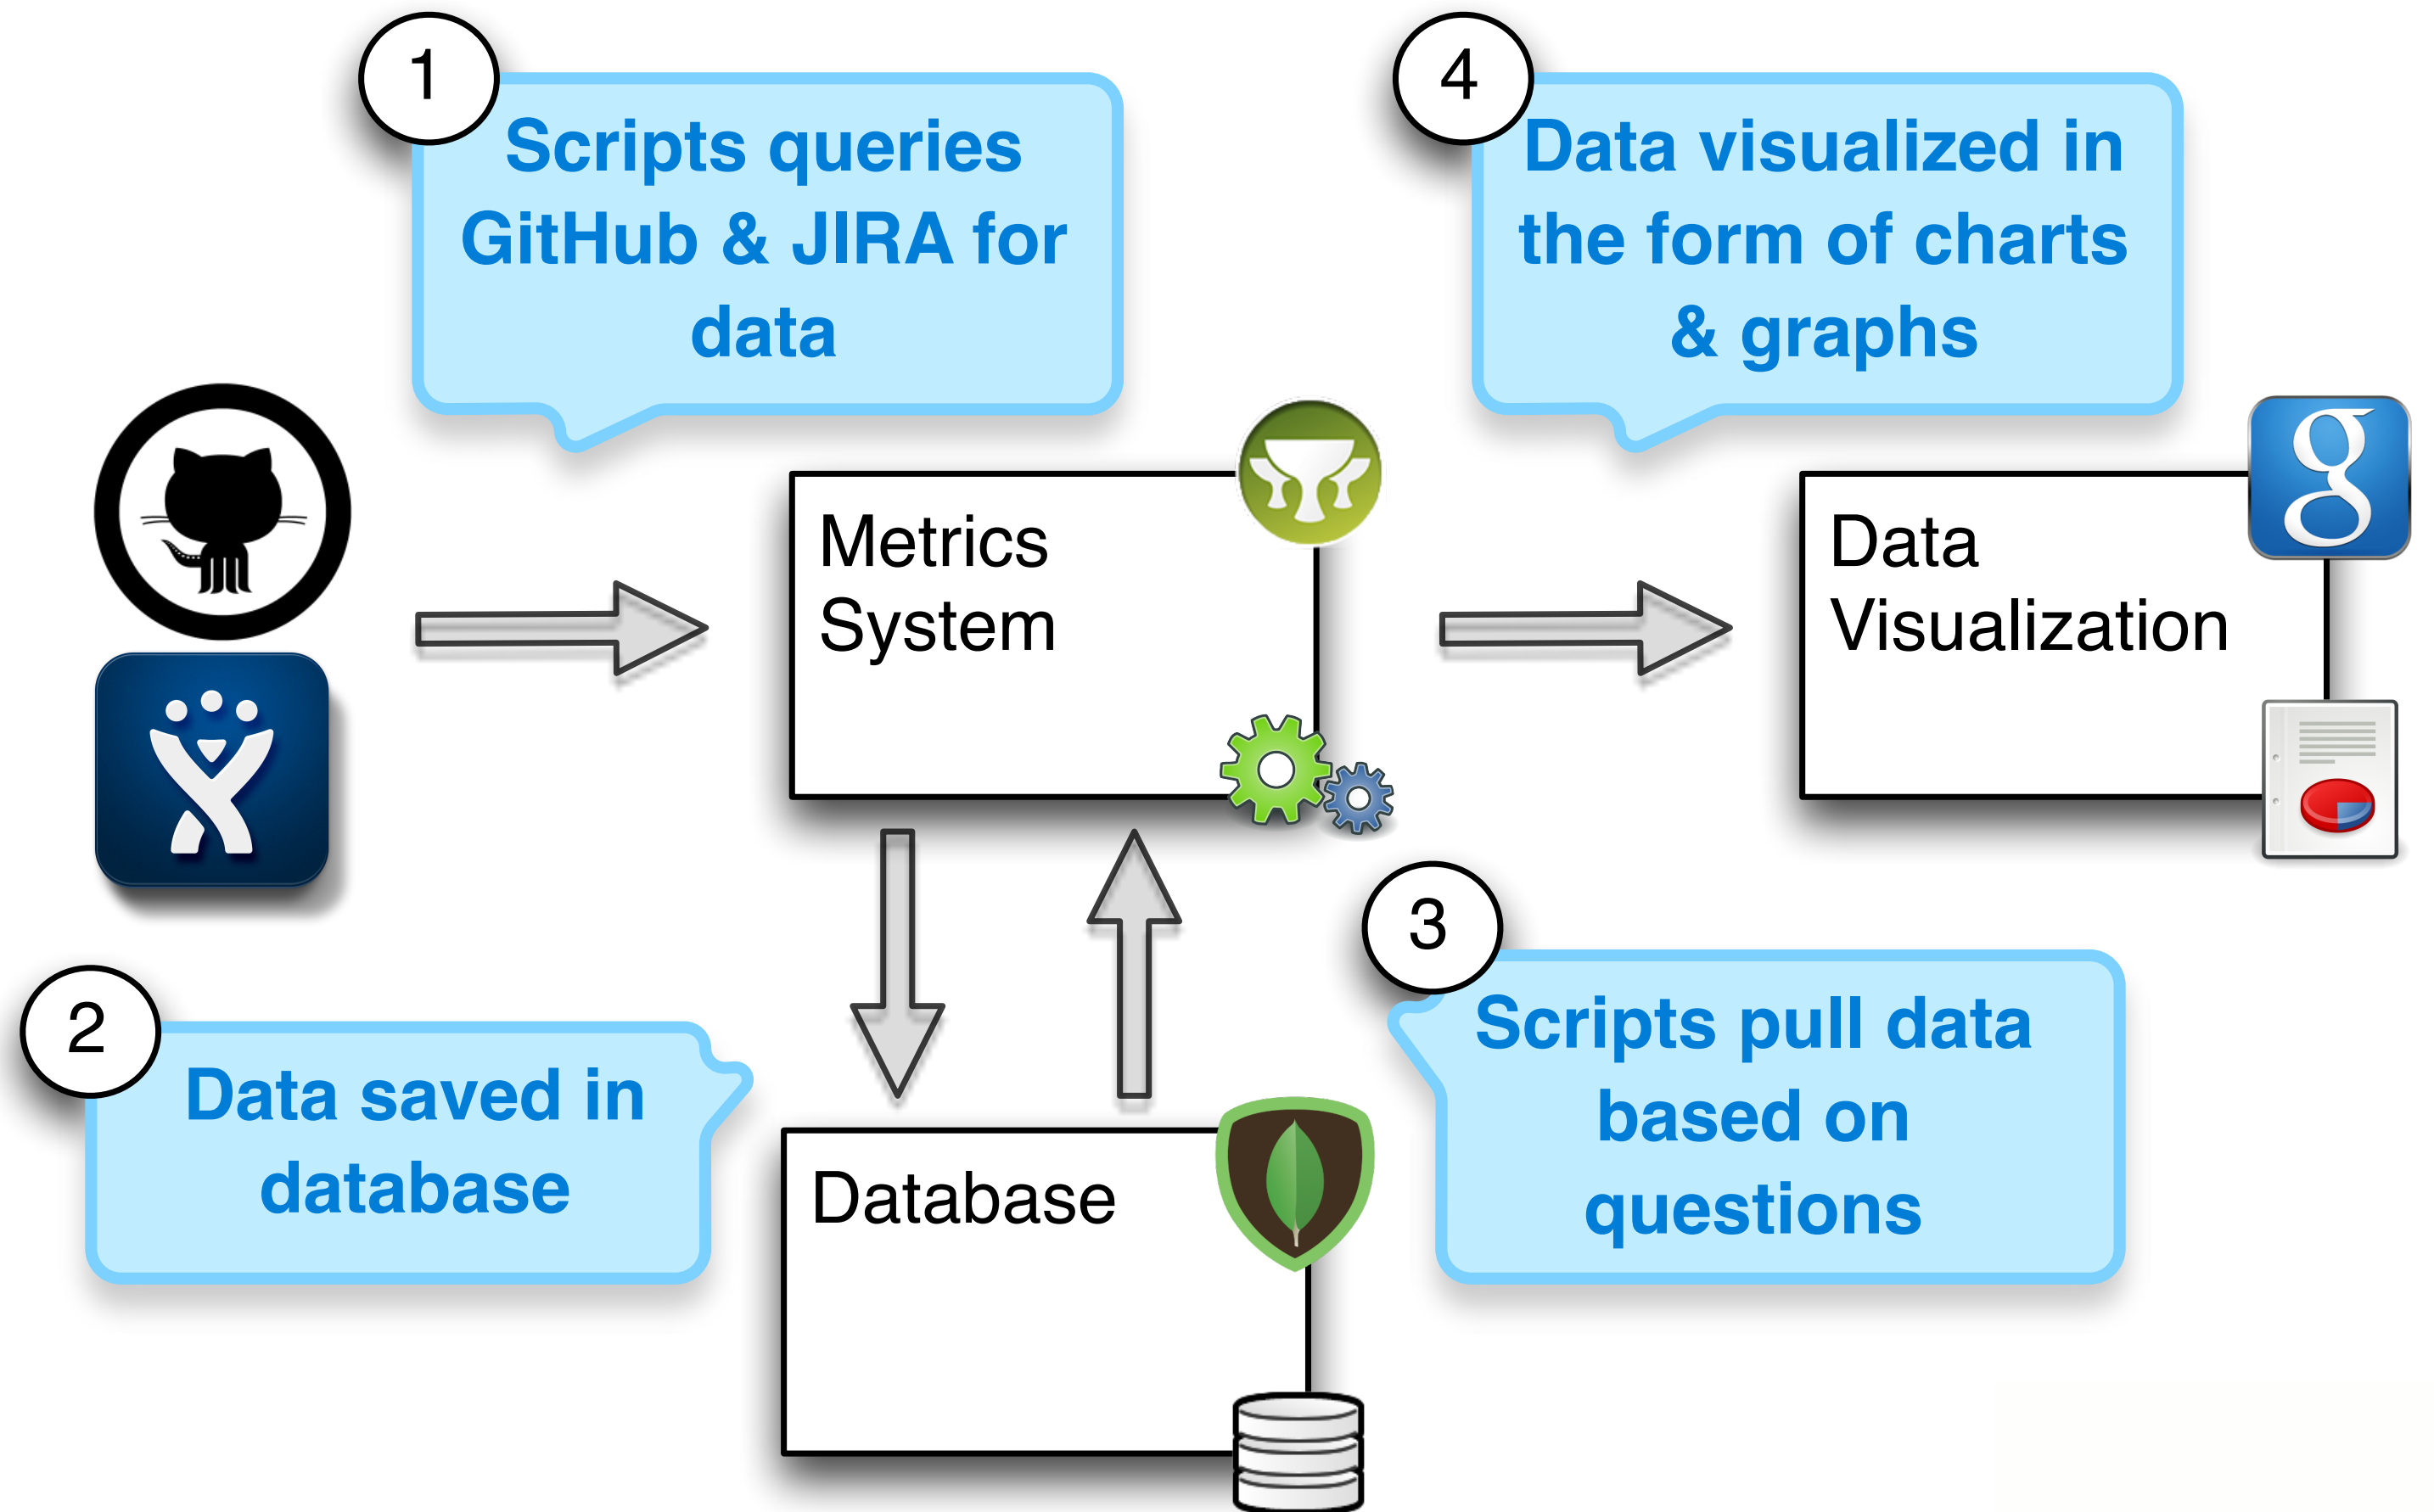 1
Scripts queries
GitHub & JIRA for
data
4
Data visualized in
the form of charts
& graphs
Metrics
System
Data
Visualization
g
2
Data saved in
database
3
Scripts pull data
based on
questions
Database